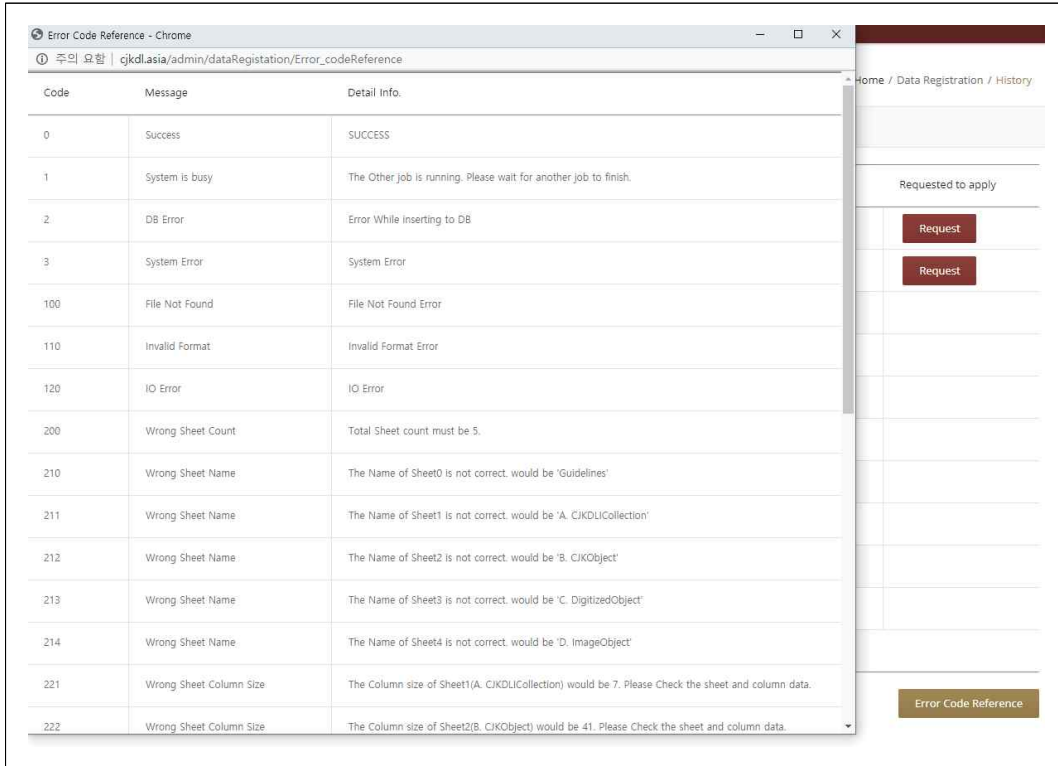 Error Code Reference - Chrome
주의 요함 | cjkdl.asia/admin/dataRegistation/Error_codeReference
Home / Data Registration / History
Code Message Detail Info.
0 Success SUCCESS
1 System is busy The Other job is running. Please wait for another job to finish.
Requested to apply
2 DB Error Error While inserting to DB
Request
3 System Error System Error
Request
100 File Not Found File Not Found Error
110 Invalid Format Invalid Format Error
120 IO Error IO Error
200 Wrong Sheet Count Total Sheet count must be 5.
210 Wrong Sheet Name The Name of Sheet0 is not correct. would be 'Guidelines'
211 Wrong Sheet Name The Name of Sheet1 is not correct. would be 'A. CJKDLICollection'
212 Wrong Sheet Name The Name of Sheet2 is not correct. would be 'B. CJKObject'
213 Wrong Sheet Name The Name of Sheet3 is not correct. would be 'C. DigitizedObject'
214 Wrong Sheet Name The Name of Sheet4 is not correct. would be 'D. ImageObject'
221 Wrong Sheet Column Size The Column size of Sheet1(A. CJKDLICollection) would be 7. Please Check the sheet and column data.
Error Code Reference
222 Wrong Sheet Column Size The Column size of Sheet2(B. CJKObject) would be 41. Please Check the sheet and column data.